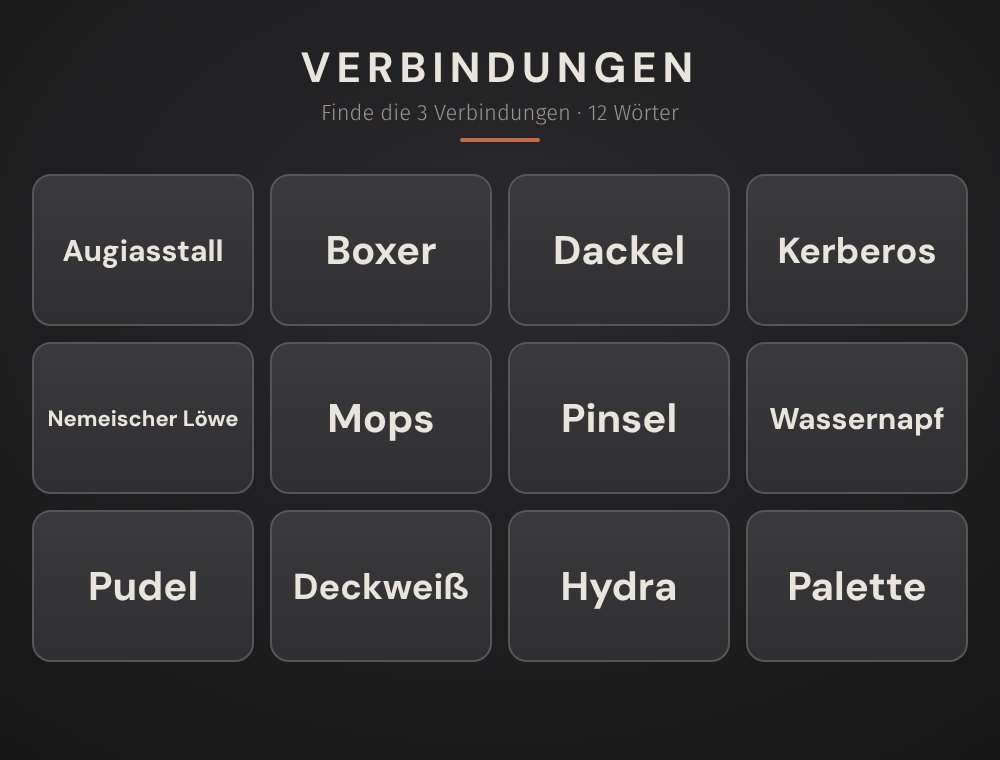 VERBINDUNGEN
Finde die 3 Verbindungen · 12 Wörter
Augiasstall
Boxer
Dackel
Kerberos
Nemeischer Löwe
Mops
Pinsel
Wassernapf
Pudel
Deckweiß
Hydra
Palette